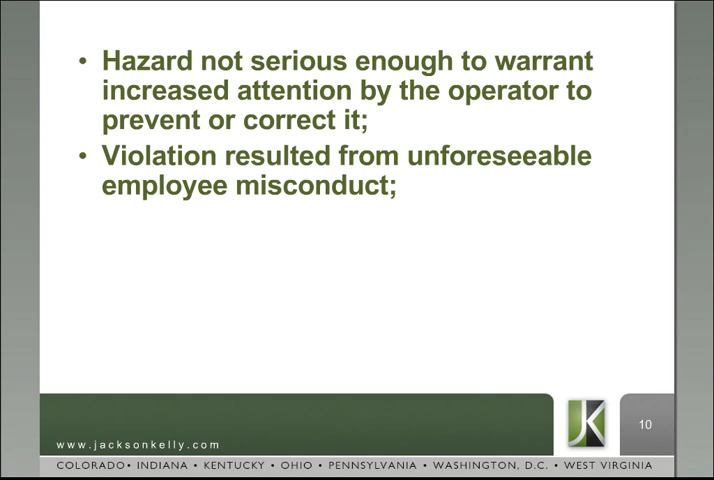 • Hazard not serious enough to warrant
increased attention by the operator to
prevent or correct it;
• Violation resulted from unforeseeable
employee misconduct;
JK
10
www.jacksonkelly.com
COLORADO • INDIANA • KENTUCKY • OHIO • PENNSYLVANIA • WASHINGTON, D.C. • WEST VIRGINIA